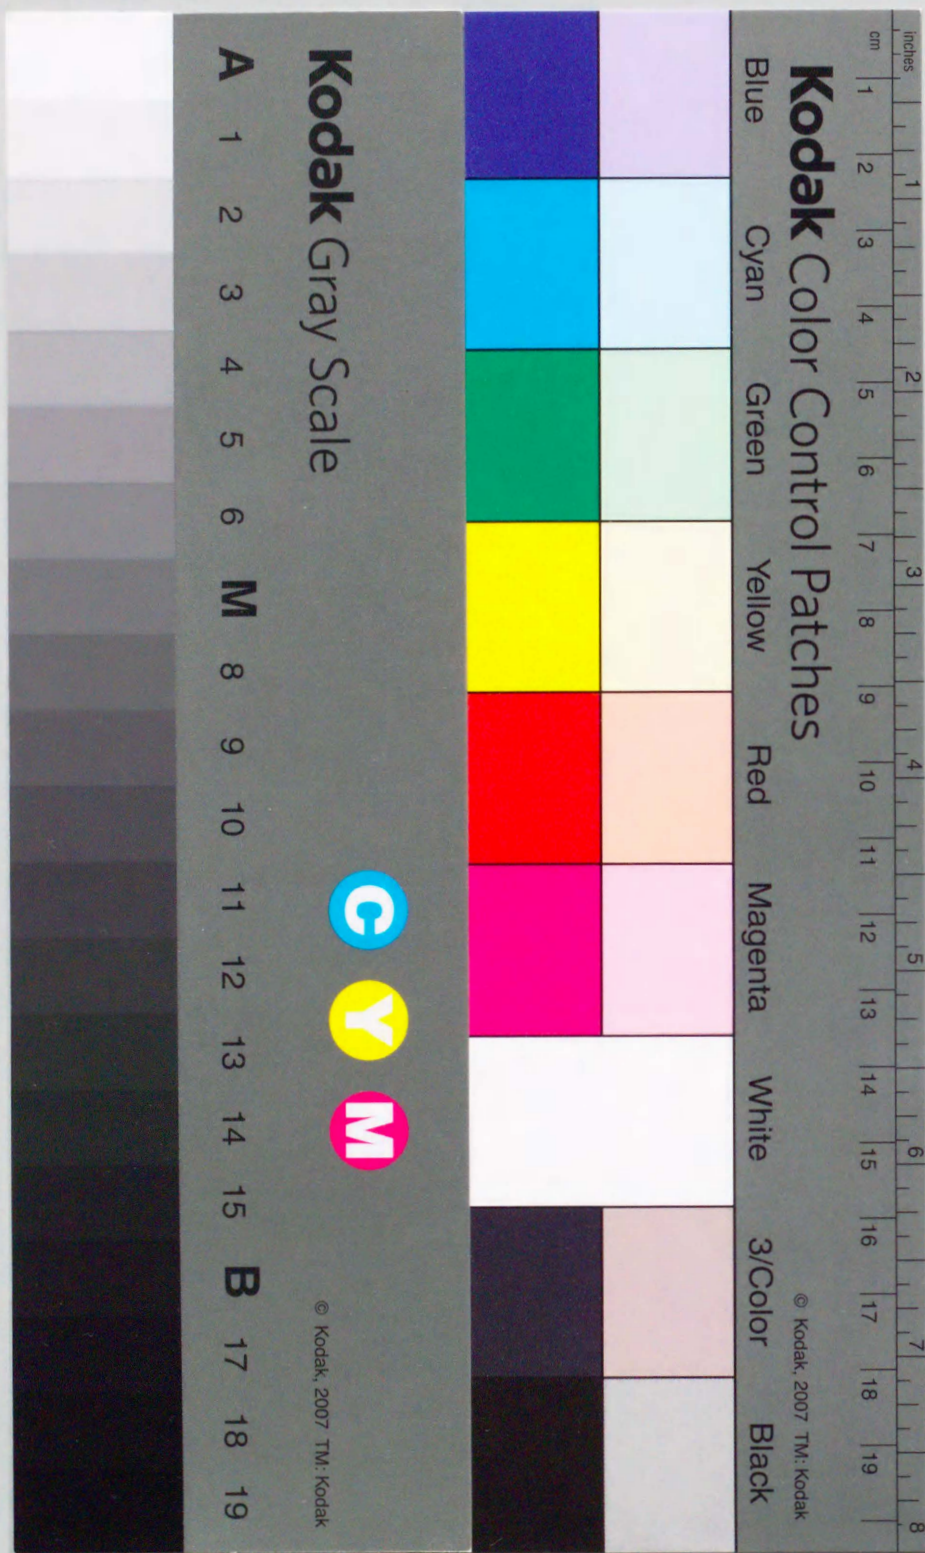 inches 1 2 3 4 5 6 7 8
cm 1 2 3 4 5 6 7 8 9 10 11 12 13 14 15 16 17 18 19
Kodak Color Control Patches
© Kodak, 2007 TM: Kodak
Blue Cyan Green Yellow Red Magenta White 3/Color Black
Kodak Gray Scale
C Y M
© Kodak, 2007 TM: Kodak
A 1 2 3 4 5 6 M 8 9 10 11 12 13 14 15 B 17 18 19